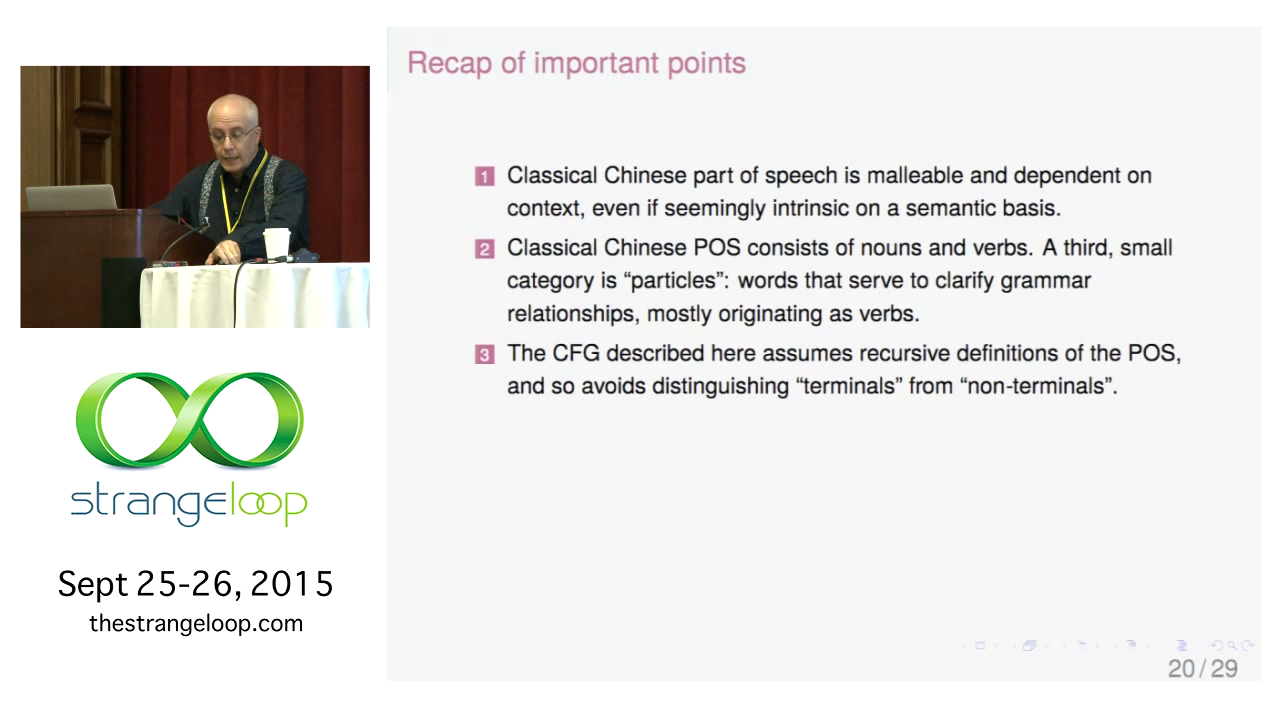 Recap of important points
1 Classical Chinese part of speech is malleable and dependent on
context, even if seemingly intrinsic on a semantic basis.
2 Classical Chinese POS consists of nouns and verbs. A third, small
category is “particles”: words that serve to clarify grammar
relationships, mostly originating as verbs.
3 The CFG described here assumes recursive definitions of the POS,
and so avoids distinguishing “terminals” from “non-terminals”.
20 / 29
strangeloop
Sept 25-26, 2015
thestrangeloop.com